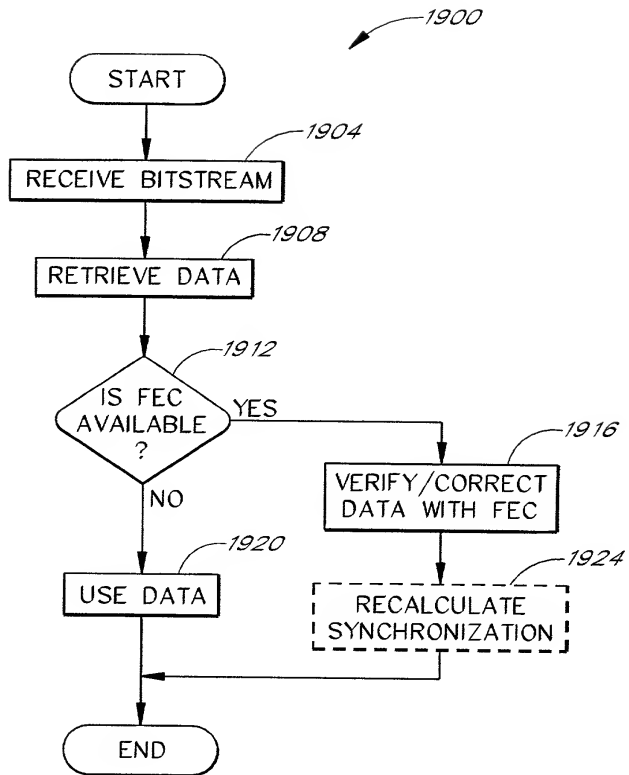 1900
START
1904
RECEIVE BITSTREAM
1908
RETRIEVE DATA
1912
IS FEC
AVAILABLE
?
YES
NO
1916
VERIFY/CORRECT
DATA WITH FEC
1920
USE DATA
1924
RECALCULATE
SYNCHRONIZATION
END